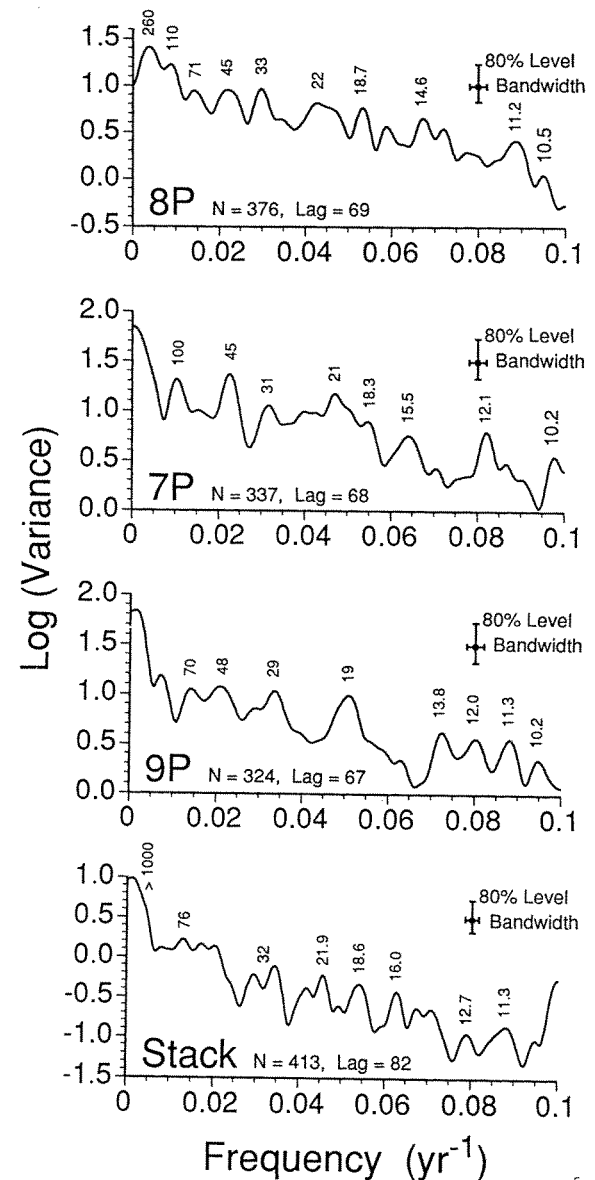 260 110 71 45 33 22 18.7 14.6 11.2 10.5
80% Level
Bandwidth
1.5
1.0
0.5
0.0
-0.5
8P N = 376, Lag = 69
0 0.02 0.04 0.06 0.08 0.1
100 45 31 21 18.3 15.5 12.1 10.2
80% Level
Bandwidth
2.0
1.5
1.0
0.5
0.0
7P N = 337, Lag = 68
0 0.02 0.04 0.06 0.08 0.1
Log (Variance)
70 48 29 19 13.8 12.0 11.3 10.2
80% Level
Bandwidth
2.0
1.5
1.0
0.5
0.0
9P N = 324, Lag = 67
0 0.02 0.04 0.06 0.08 0.1
> 1000 76 32 21.9 18.6 16.0 12.7 11.3
80% Level
Bandwidth
1.0
0.5
0.0
-0.5
-1.0
-1.5
Stack N = 413, Lag = 82
0 0.02 0.04 0.06 0.08 0.1
Frequency (yr-1)